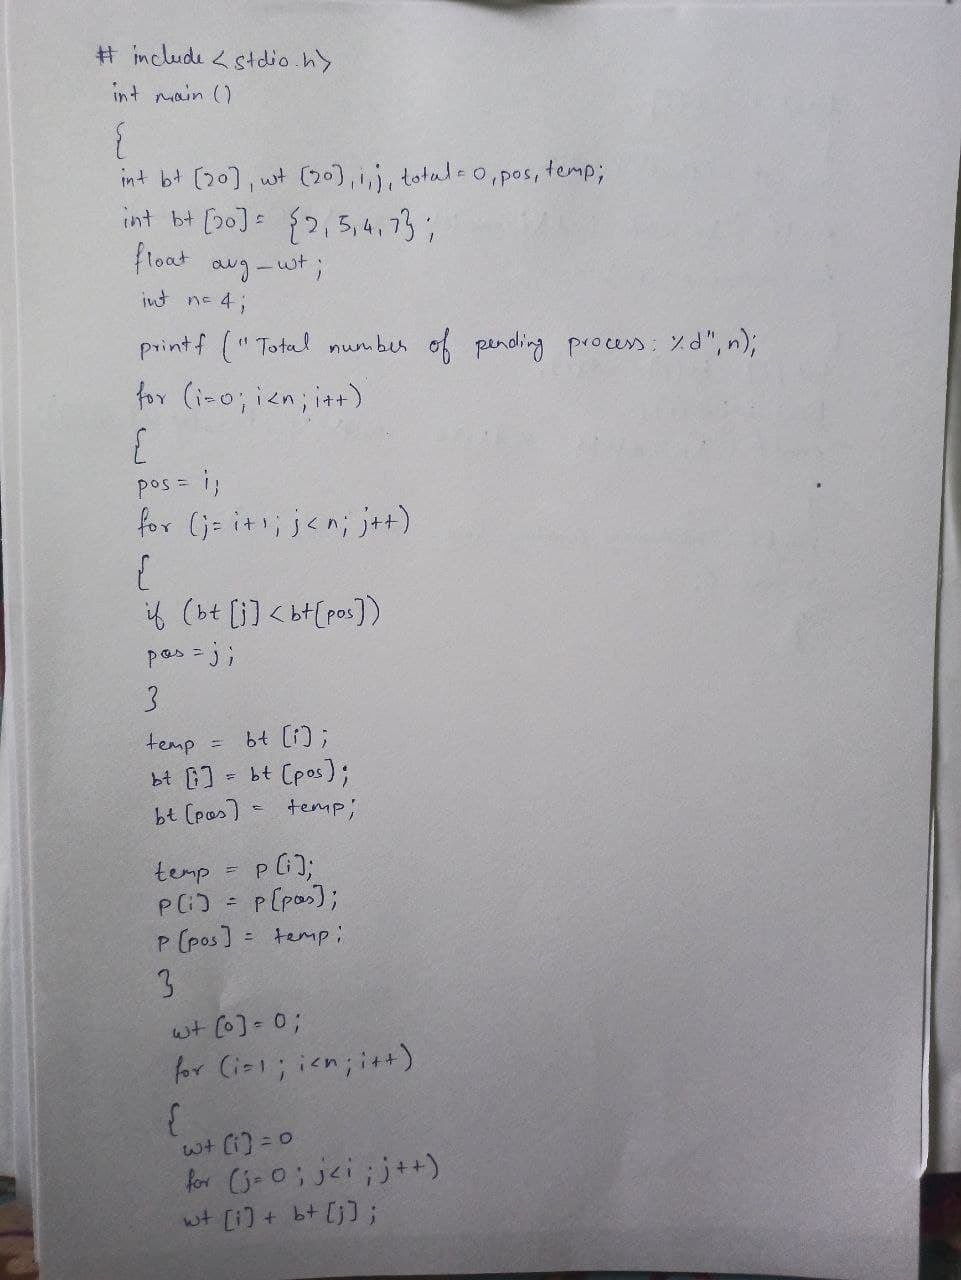 # include <stdio.h>
int main ()
{
int bt [20], wt [20], i, j, total = 0, pos, temp;
int bt [20] = {2, 5, 4, 7};
float avg_wt;
int n = 4;
printf ("Total number of pending process: %d", n);
for (i=0; i<n; i++)
{
pos = i;
for (j= i+1; j<n; j++)
{
if (bt [j] < bt[pos])
pos = j;
}
temp = bt [i];
bt [i] = bt [pos];
bt [pos] = temp;
temp = p [i];
p[i] = p[pos];
p [pos] = temp;
}
wt [0] = 0;
for (i=1; i<n; i++)
{
wt [i] = 0
for (j=0; j<i; j++)
wt [i] + bt [j];